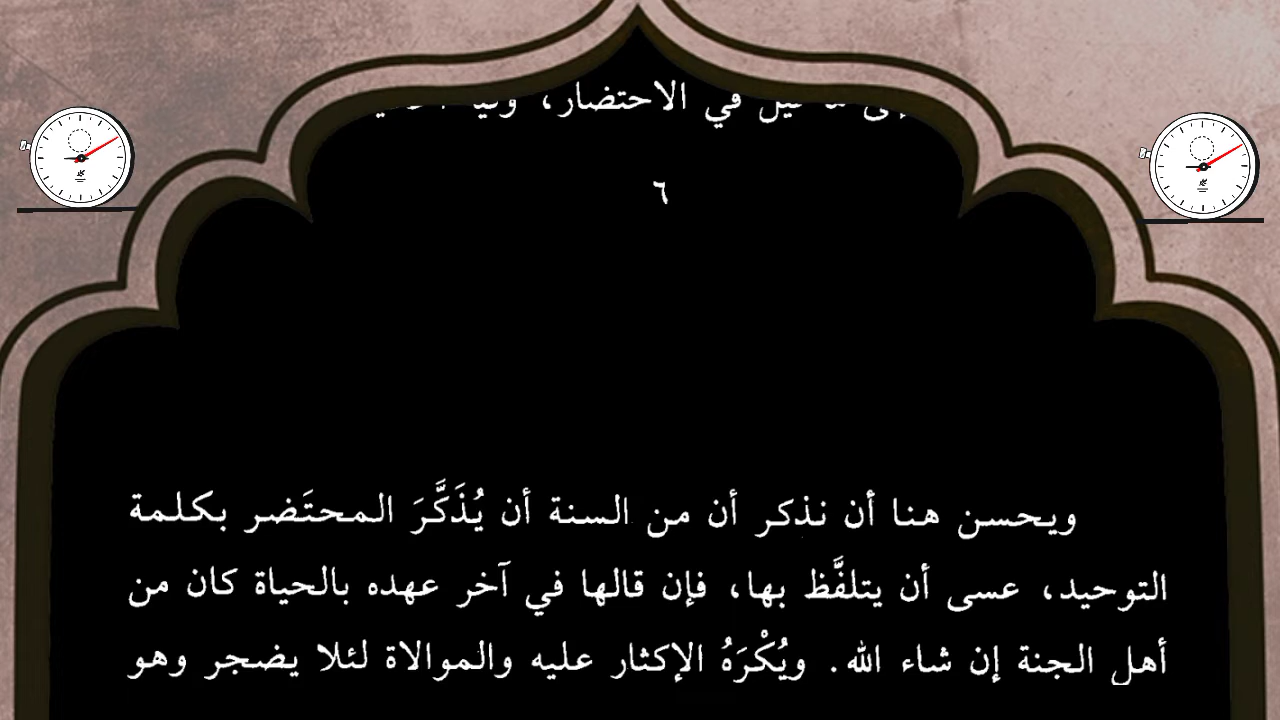 في الاحتضار،
٦
ويحسن هنا أن نذكر أن من السنة أن يُذَكَّرَ المحتَضر بكلمة
التوحيد، عسى أن يتلفَّظ بها، فإن قالها في آخر عهده بالحياة كان من
أهل الجنة إن شاء الله. ويُكْرَهُ الإكثار عليه والموالاة لئلا يضجر وهو